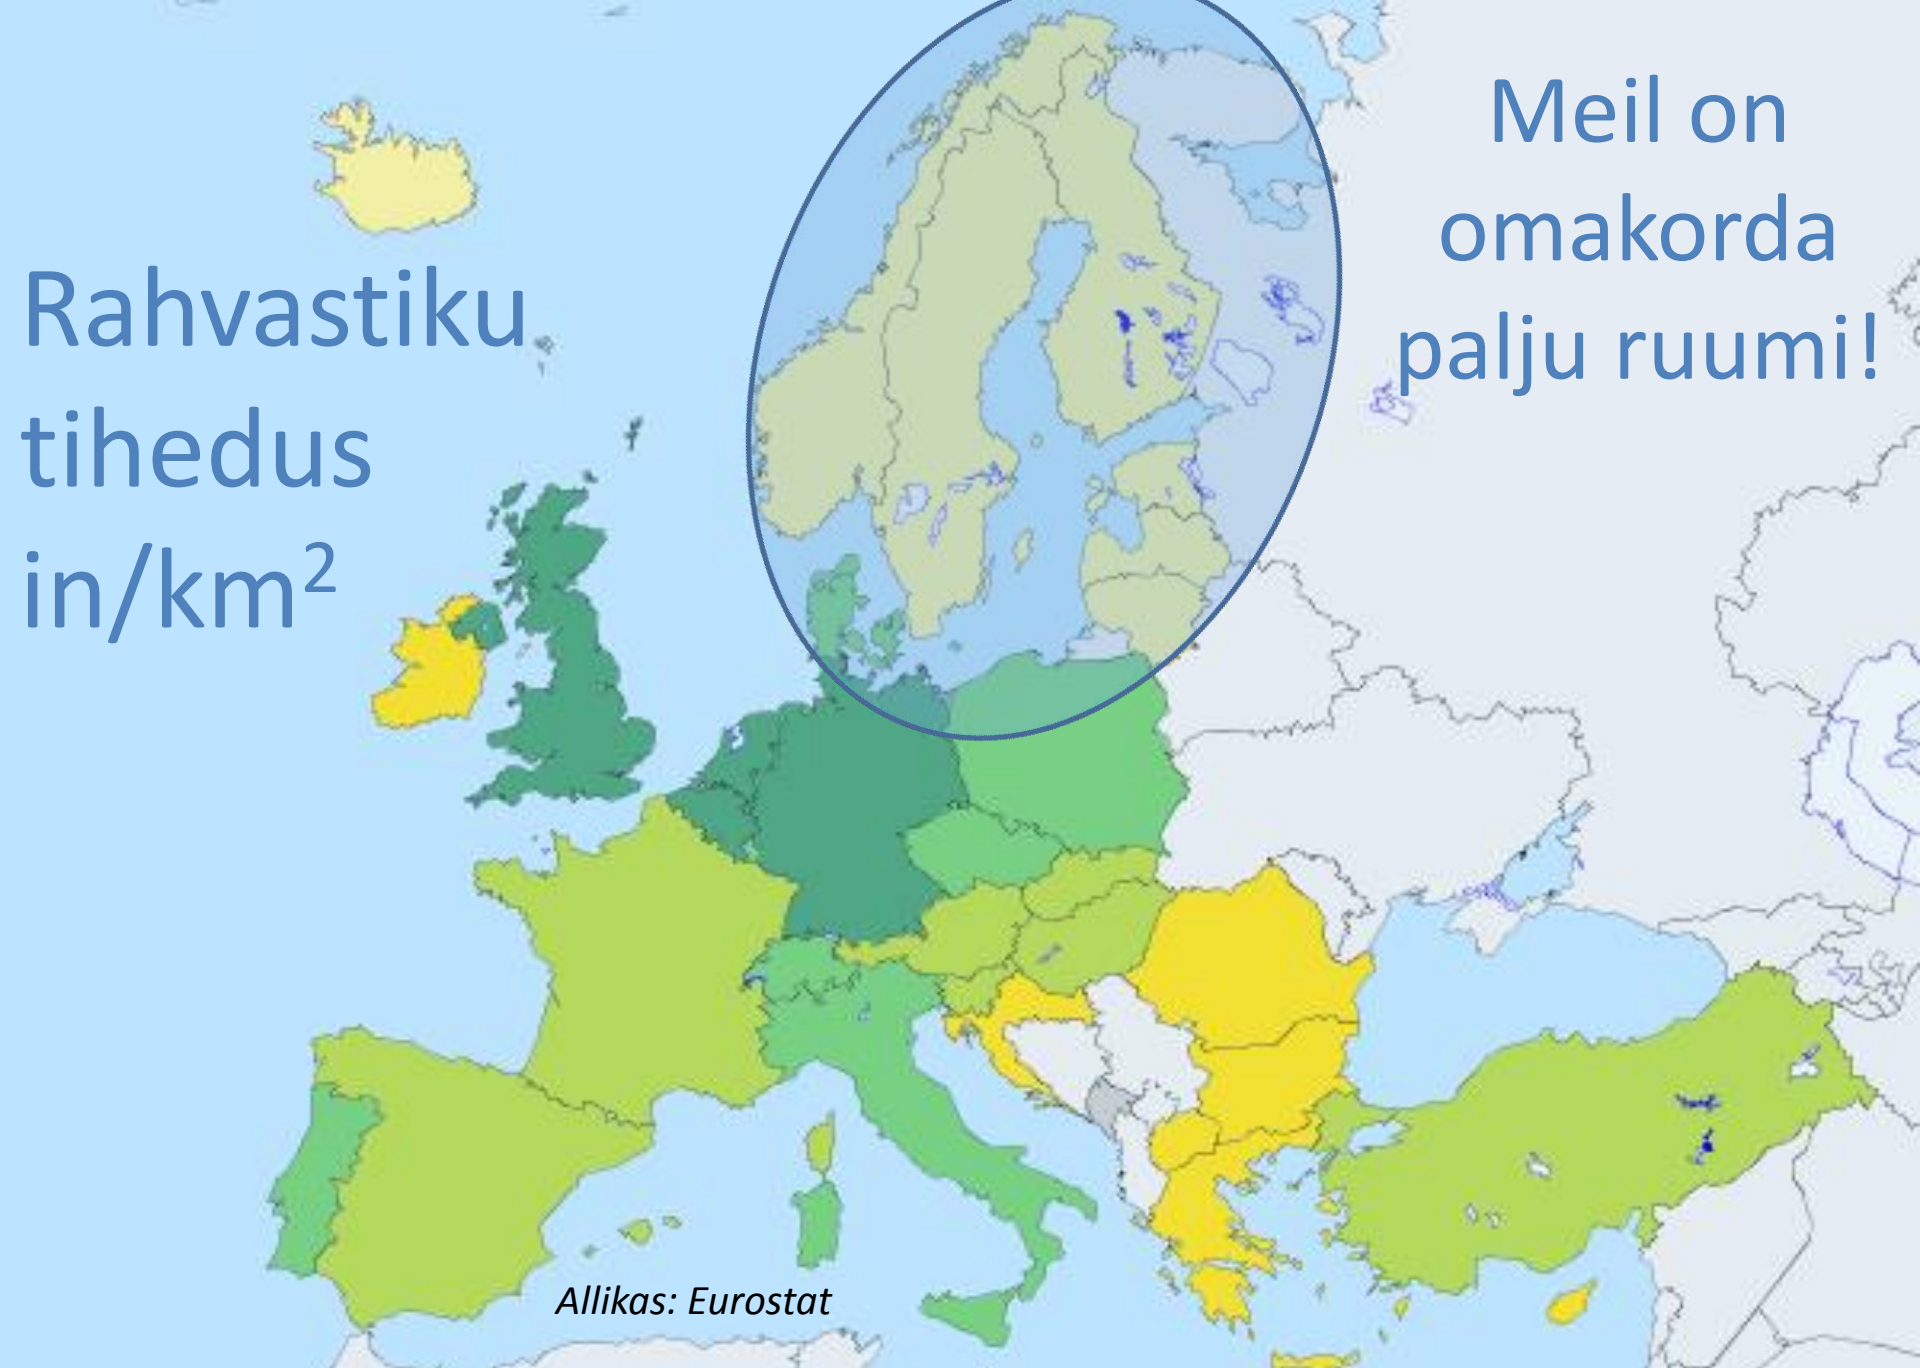 Rahvastiku
tihedus
in/km²
Meil on
omakorda
palju ruumi!
Allikas: Eurostat